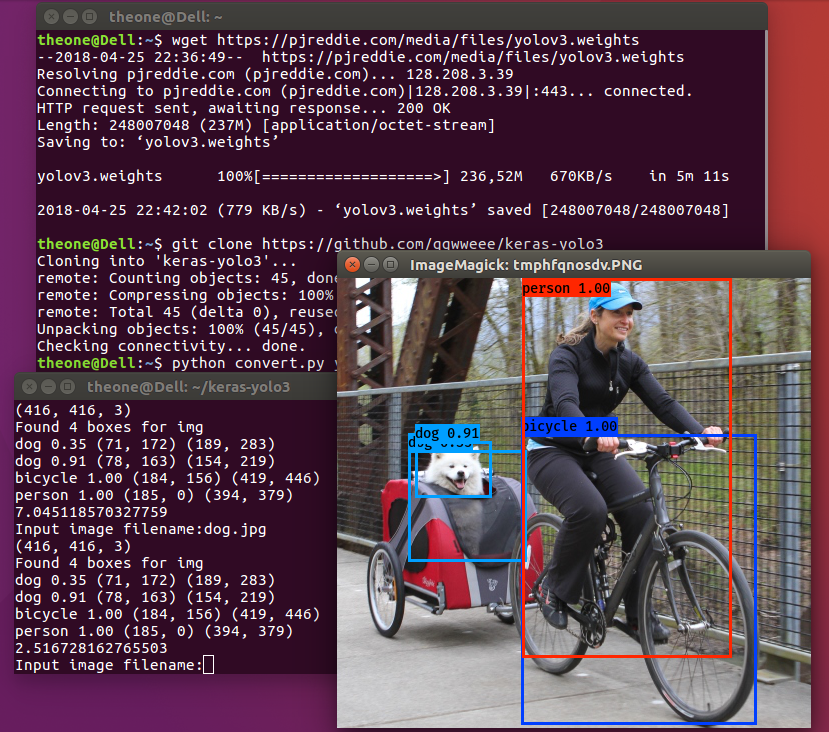 theone@Dell: ~
theone@Dell:~$ wget https://pjreddie.com/media/files/yolov3.weights
--2018-04-25 22:36:49--  https://pjreddie.com/media/files/yolov3.weights
Resolving pjreddie.com (pjreddie.com)... 128.208.3.39
Connecting to pjreddie.com (pjreddie.com)|128.208.3.39|:443... connected.
HTTP request sent, awaiting response... 200 OK
Length: 248007048 (237M) [application/octet-stream]
Saving to: ‘yolov3.weights’
yolov3.weights      100%[===================>] 236,52M   670KB/s    in 5m 11s
2018-04-25 22:42:02 (779 KB/s) - ‘yolov3.weights’ saved [248007048/248007048]
theone@Dell:~$ git clone https://github.com/qqwweee/keras-yolo3
Cloning into 'keras-yolo3'...
remote: Counting objects: 45, done
remote: Compressing objects: 100%
remote: Total 45 (delta 0), reused
Unpacking objects: 100% (45/45),
Checking connectivity... done.
theone@Dell:~$ python convert.py
theone@Dell: ~/keras-yolo3
(416, 416, 3)
Found 4 boxes for img
dog 0.35 (71, 172) (189, 283)
dog 0.91 (78, 163) (154, 219)
bicycle 1.00 (184, 156) (419, 446)
person 1.00 (185, 0) (394, 379)
7.045118570327759
Input image filename:dog.jpg
(416, 416, 3)
Found 4 boxes for img
dog 0.35 (71, 172) (189, 283)
dog 0.91 (78, 163) (154, 219)
bicycle 1.00 (184, 156) (419, 446)
person 1.00 (185, 0) (394, 379)
2.516728162765503
Input image filename:
ImageMagick: tmphfqnosdv.PNG
person 1.00
bicycle 1.00
dog 0.91